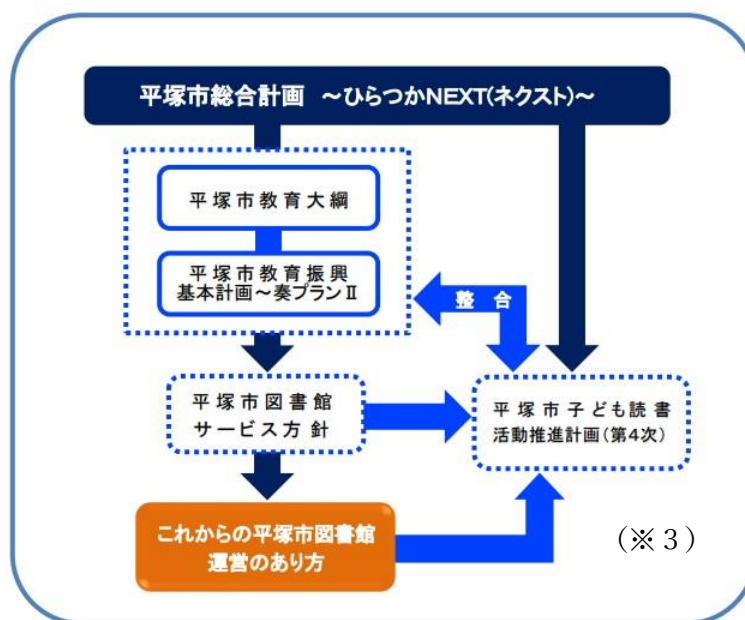 平塚市総合計画 ～ひらつかNEXT(ネクスト)～
平塚市教育大綱
平塚市教育振興
基本計画～奏プランⅡ
整 合
平塚市図書館
サービス方針
平塚市子ども読書
活動推進計画(第4次)
これからの平塚市図書館
運営のあり方
(※3)